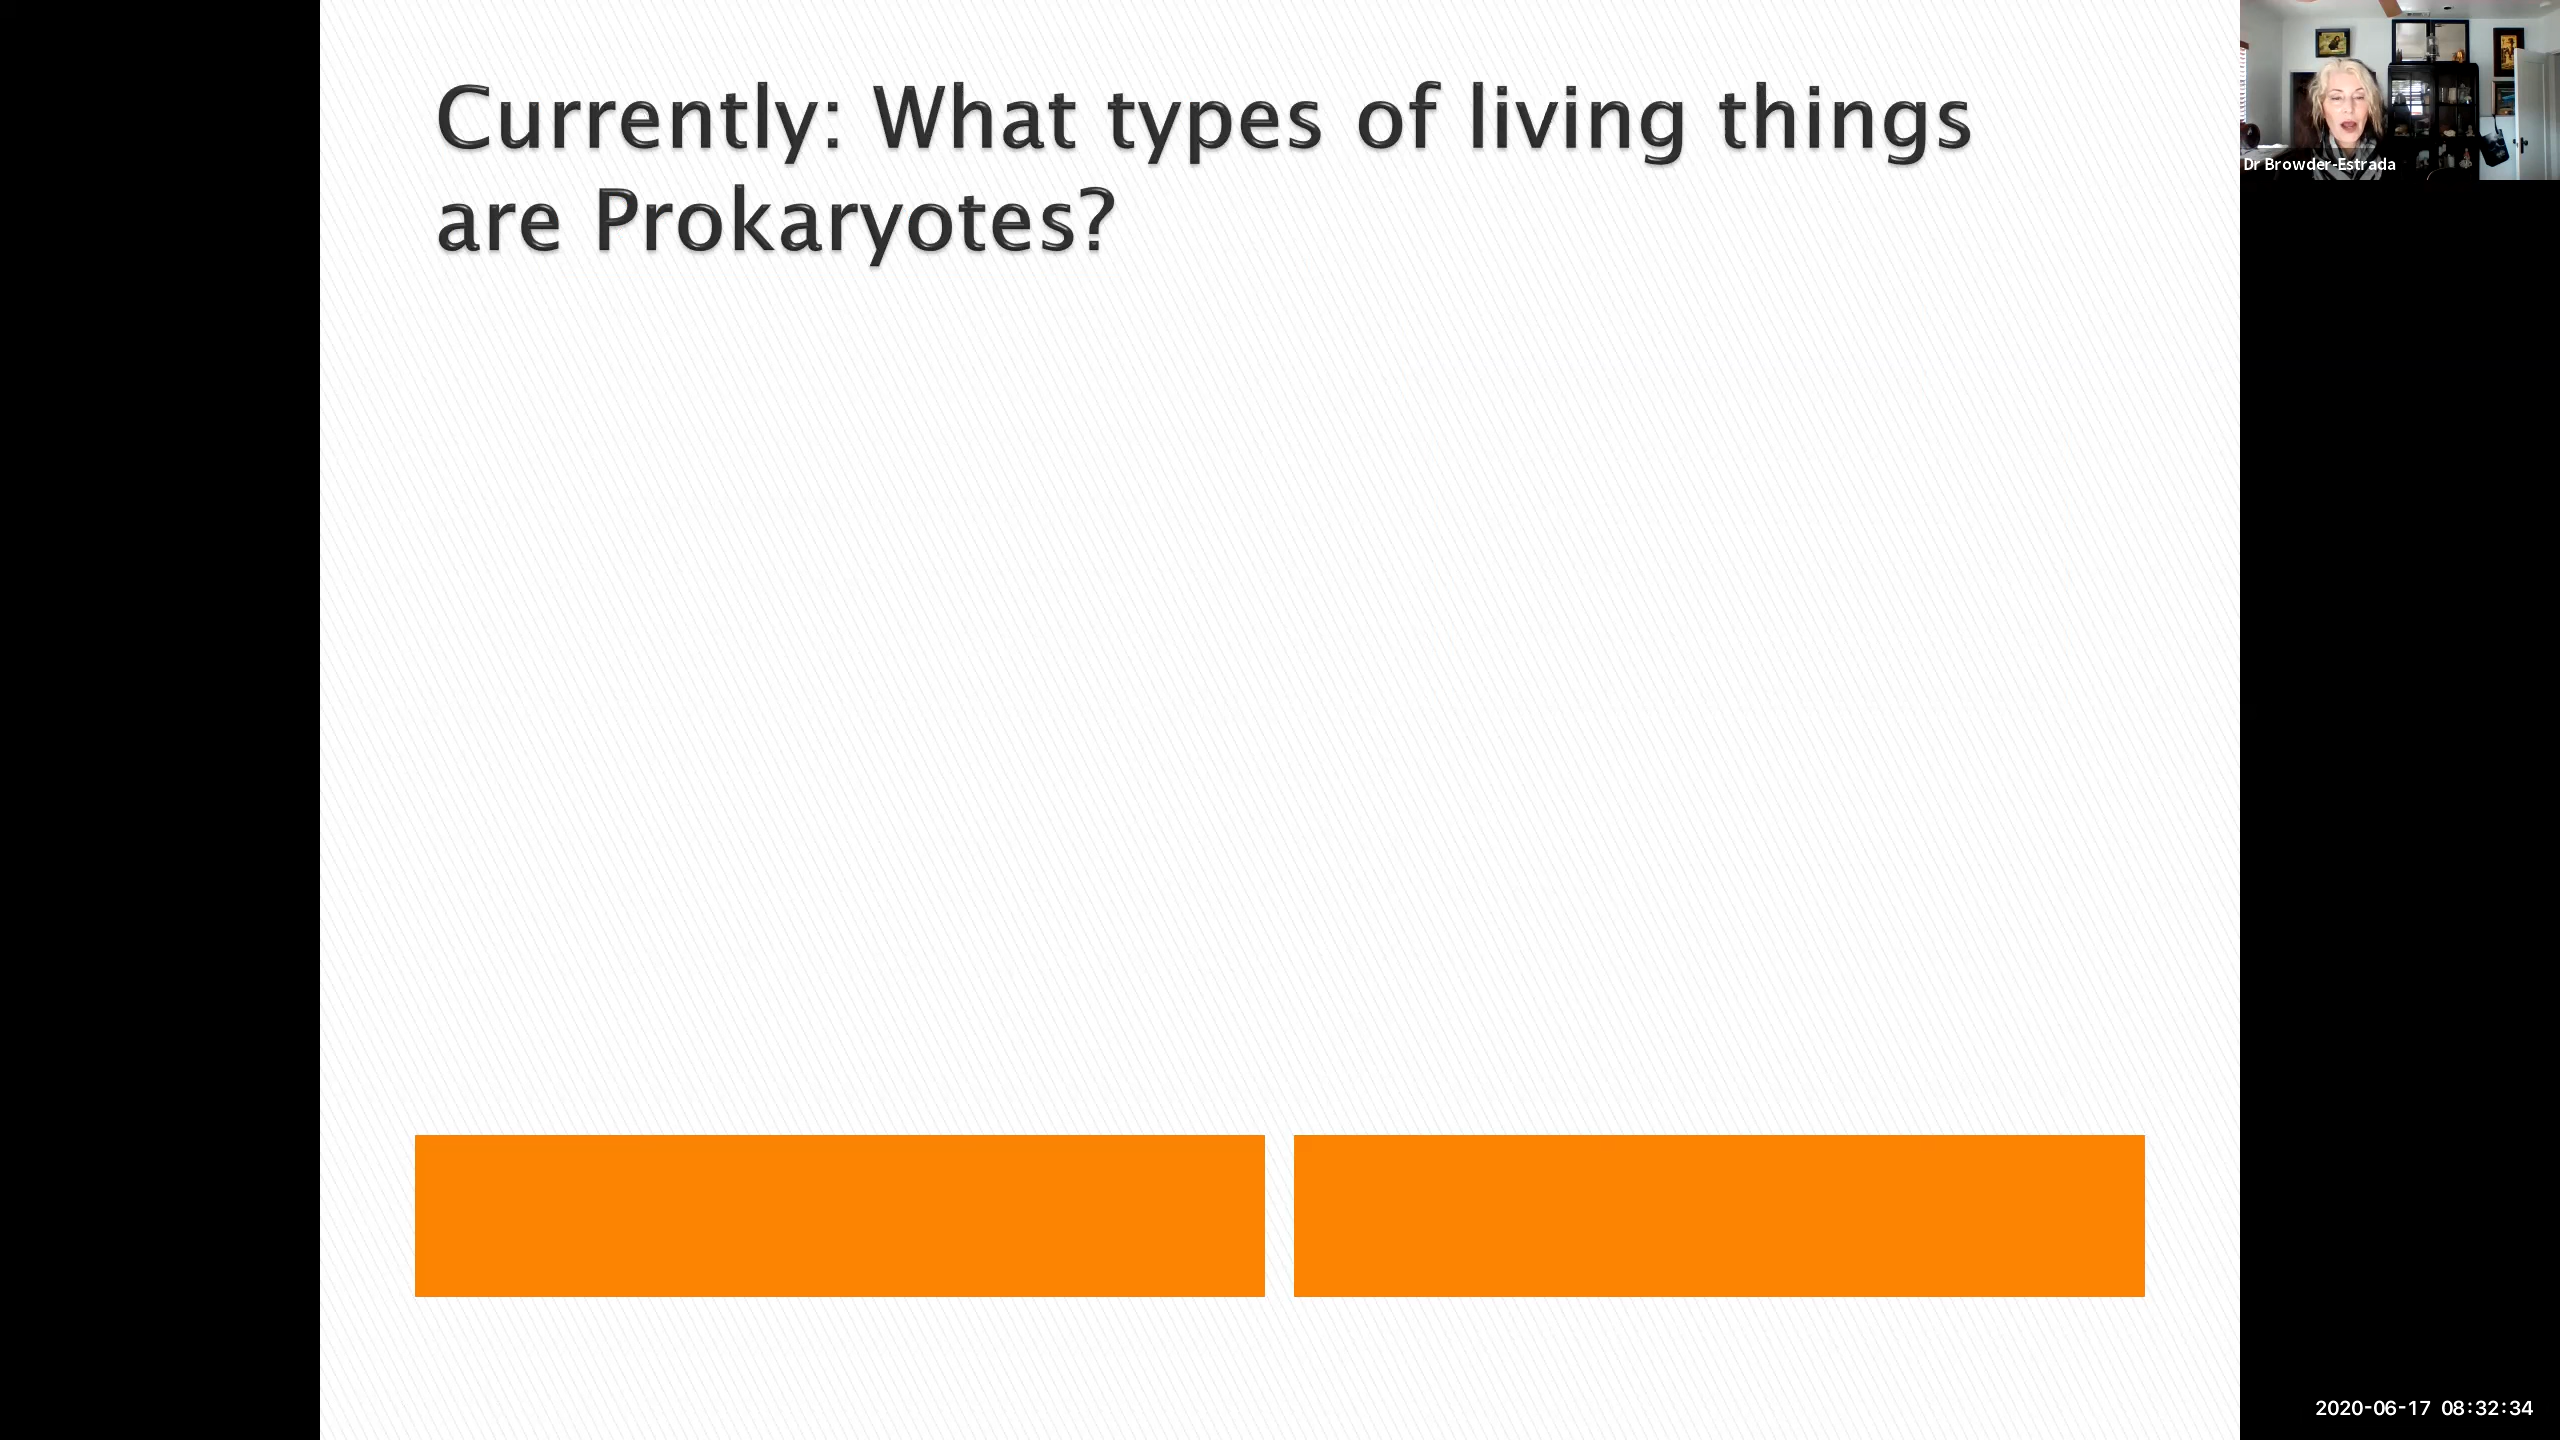 Currently: What types of living things
are Prokaryotes?
Dr Browder-Estrada
2020-06-17 08:32:34